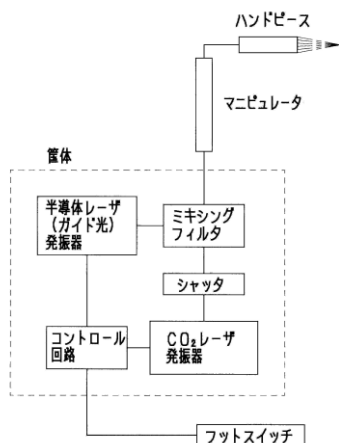 ハンドピース
マニピュレータ
筐体
半導体レーザ
(ガイド光)
発振器
ミキシング
フィルタ
シャッタ
コントロール
回路
CO₂レーザ
発振器
フットスイッチ